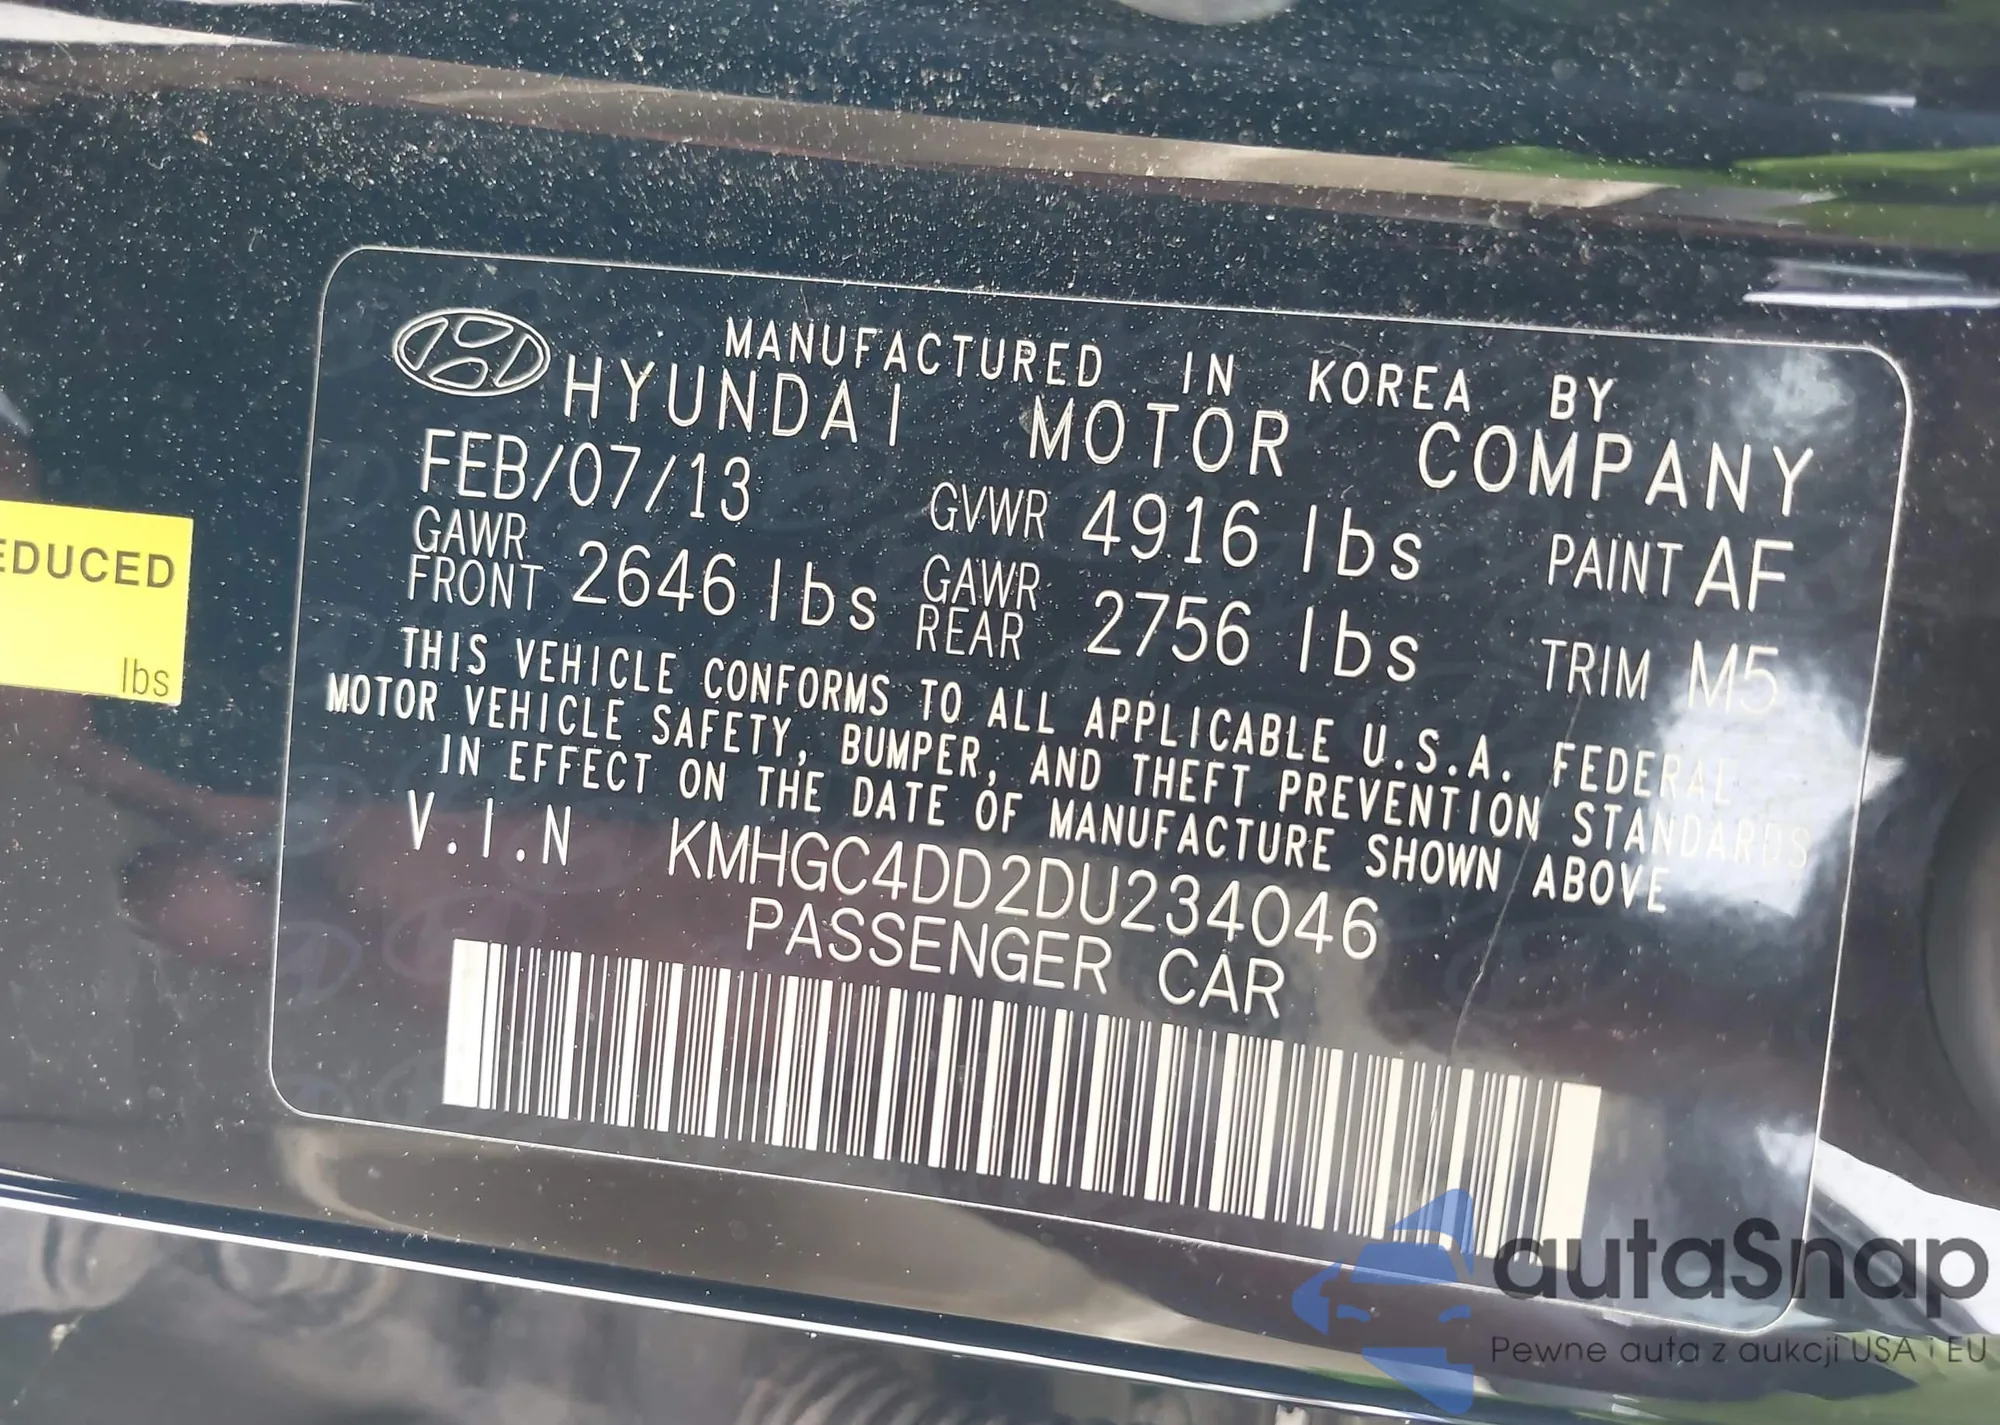 MANUFACTURED IN KOREA BY
HYUNDAI MOTOR COMPANY
FEB/07/13 GVWR 4916 lbs PAINT AF
GAWR FRONT 2646 lbs GAWR REAR 2756 lbs TRIM M5
THIS VEHICLE CONFORMS TO ALL APPLICABLE U.S.A. FEDERAL
MOTOR VEHICLE SAFETY, BUMPER, AND THEFT PREVENTION STANDARDS
IN EFFECT ON THE DATE OF MANUFACTURE SHOWN ABOVE
V.I.N KMHGC4DD2DU234046
PASSENGER CAR
EDUCED
lbs
autaSnap
Pewne auta z aukcji USA i EU